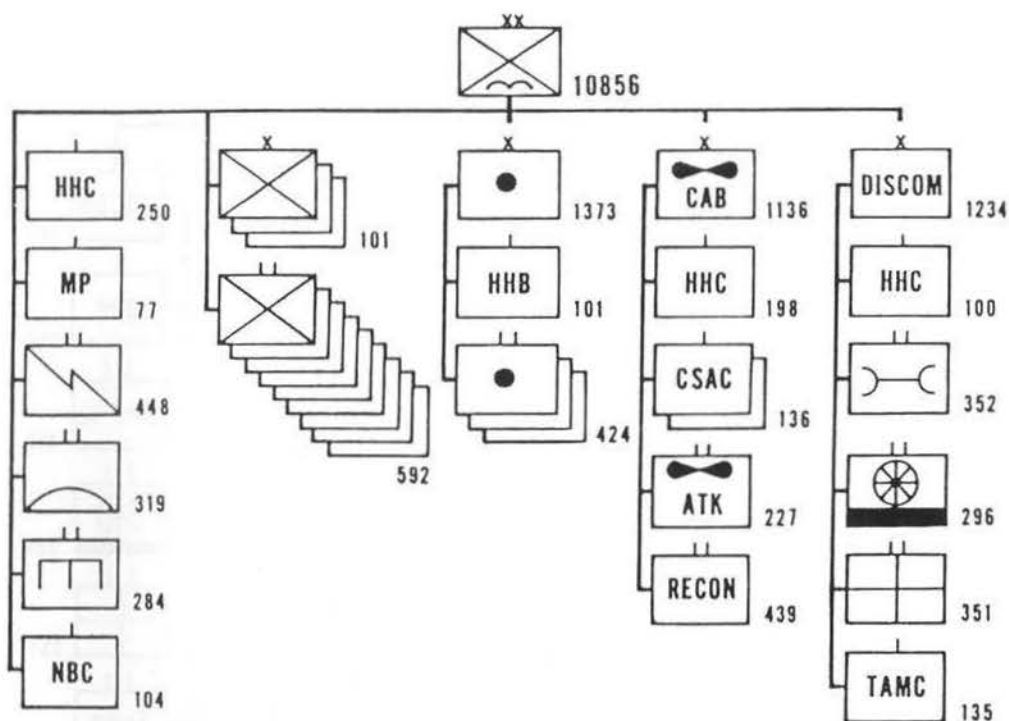 XX
10856
HHC
250
MP
77
448
319
284
NBC
104
X
101
592
X
1373
HHB
101
424
X
CAB
1136
HHC
198
CSAC
136
ATK
227
RECON
439
X
DISCOM
1234
HHC
100
352
296
351
TAMC
135